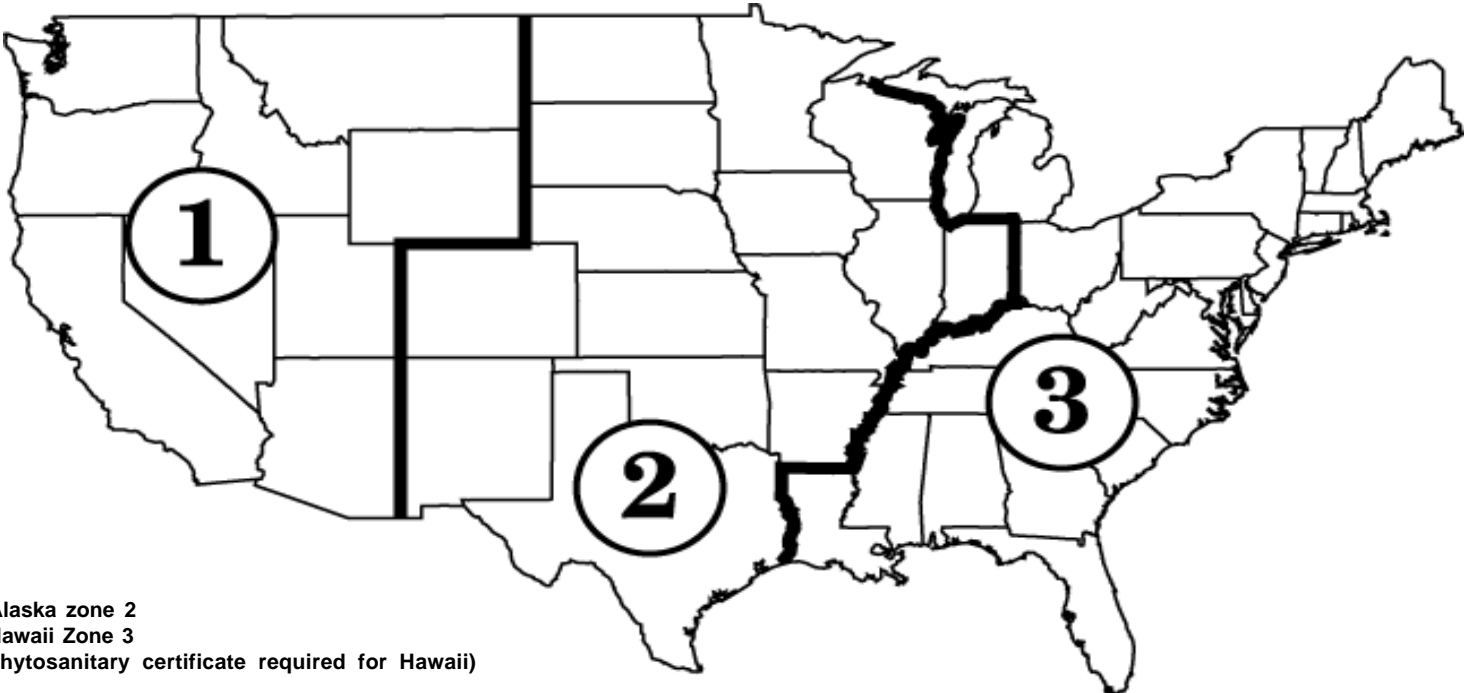 1
2
3
laska zone 2
awaii Zone 3
hytosanitary certificate required for Hawaii)